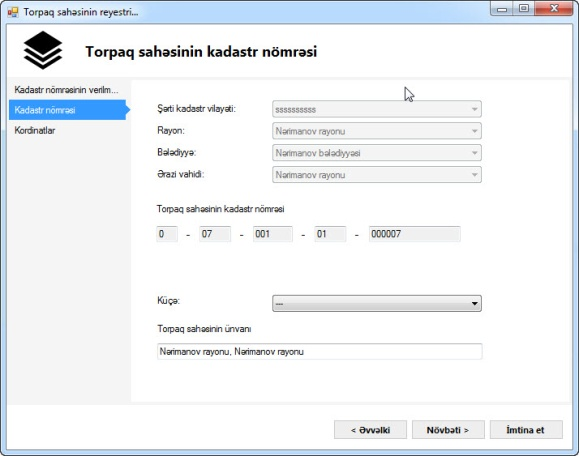 Torpaq sahəsinin reyestri...
Torpaq sahəsinin kadastr nömrəsi
Kadastr nömrəsinin verilm...
Kadastr nömrəsi
Kordinatlar
Şərti kadastr vilayəti: ssssssssss
Rayon: Nərimanov rayonu
Bələdiyyə: Nərimanov bələdiyyəsi
Ərazi vahidi: Nərimanov rayonu
Torpaq sahəsinin kadastr nömrəsi
0 - 07 - 001 - 01 - 000007
Küçə: ---
Torpaq sahəsinin ünvanı
Nərimanov rayonu, Nərimanov rayonu
< Əvvəlki Növbəti > İmtina et